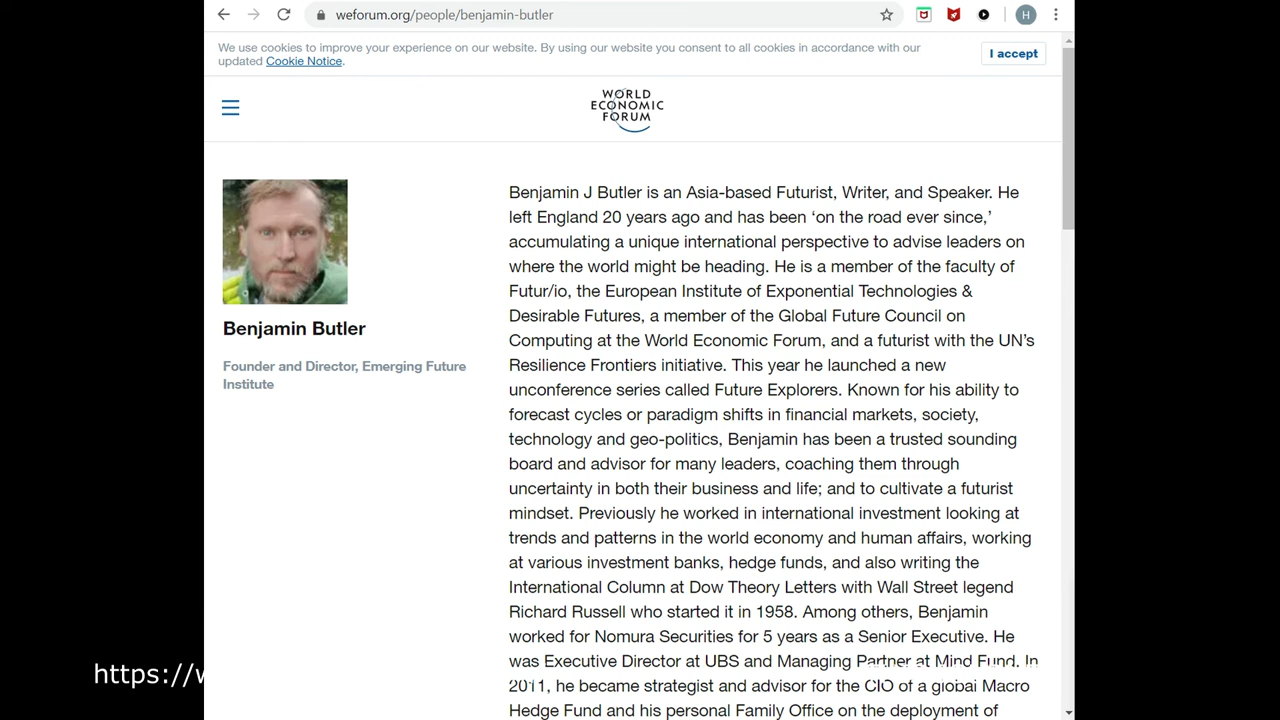 weforum.org/people/benjamin-butler
H
We use cookies to improve your experience on our website. By using our website you consent to all cookies in accordance with our
updated Cookie Notice.
I accept
WORLD
ECONOMIC
FORUM
Benjamin Butler
Founder and Director, Emerging Future
Institute
Benjamin J Butler is an Asia-based Futurist, Writer, and Speaker. He
left England 20 years ago and has been ‘on the road ever since,’
accumulating a unique international perspective to advise leaders on
where the world might be heading. He is a member of the faculty of
Futur/io, the European Institute of Exponential Technologies &
Desirable Futures, a member of the Global Future Council on
Computing at the World Economic Forum, and a futurist with the UN’s
Resilience Frontiers initiative. This year he launched a new
unconference series called Future Explorers. Known for his ability to
forecast cycles or paradigm shifts in financial markets, society,
technology and geo-politics, Benjamin has been a trusted sounding
board and advisor for many leaders, coaching them through
uncertainty in both their business and life; and to cultivate a futurist
mindset. Previously he worked in international investment looking at
trends and patterns in the world economy and human affairs, working
at various investment banks, hedge funds, and also writing the
International Column at Dow Theory Letters with Wall Street legend
Richard Russell who started it in 1958. Among others, Benjamin
worked for Nomura Securities for 5 years as a Senior Executive. He
was Executive Director at UBS and Managing Partner at Mind Fund. In
2011, he became strategist and advisor for the CIO of a global Macro
Hedge Fund and his personal Family Office on the deployment of
https://w